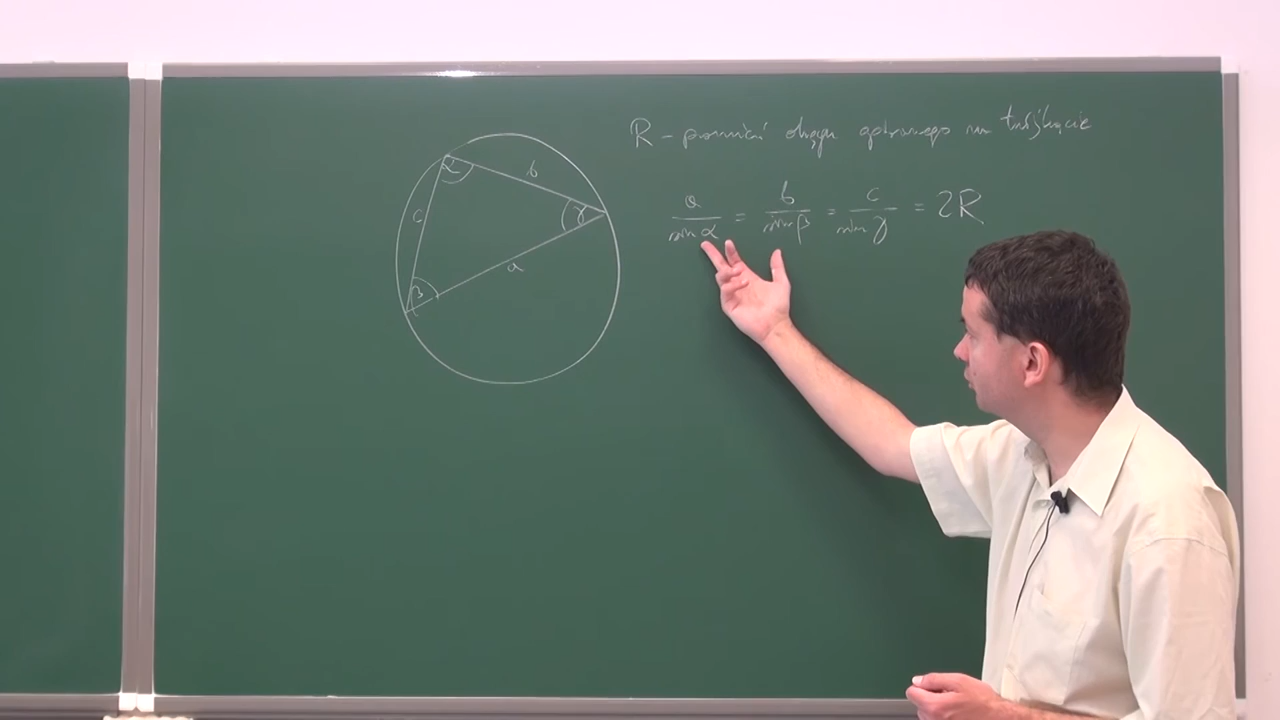 R - promień okręgu opisanego na trójkącie
a/sin α = b/sin β = c/sin γ = 2R
α
b
c
γ
a
β